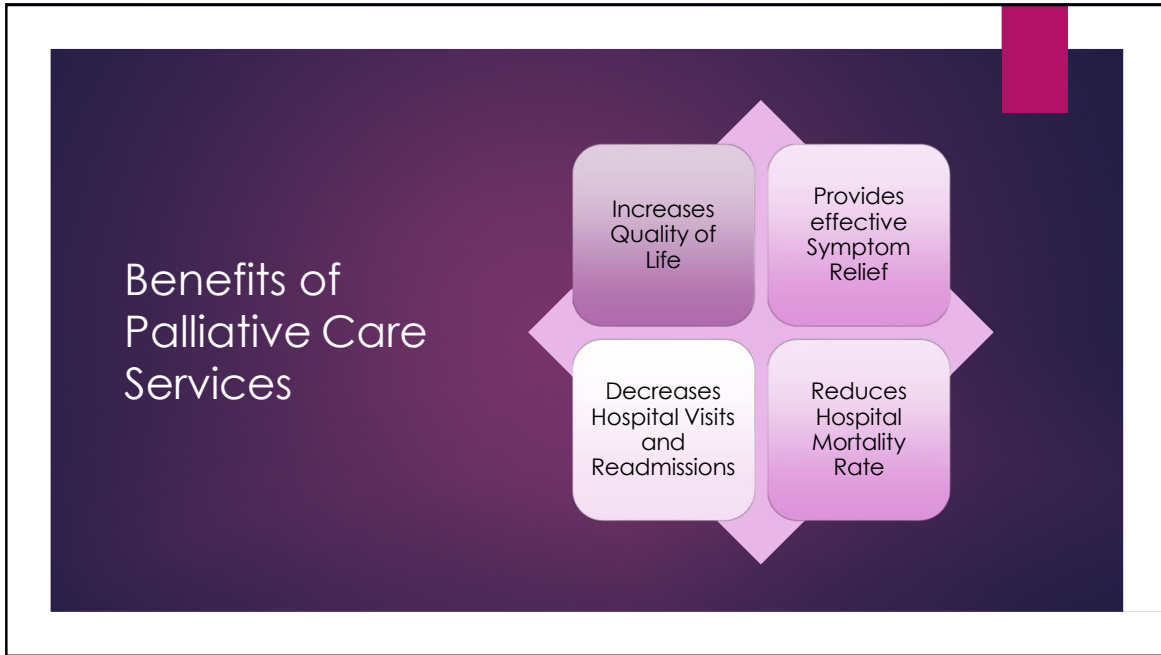 Benefits of
Palliative Care
Services
Increases
Quality of
Life
Provides
effective
Symptom
Relief
Decreases
Hospital Visits
and
Readmissions
Reduces
Hospital
Mortality
Rate